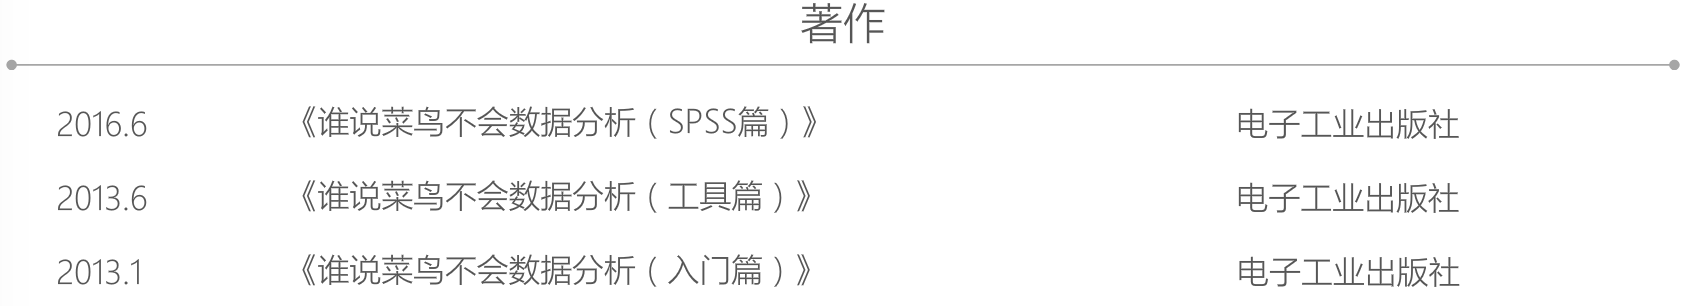 著作
2016.6 《谁说菜鸟不会数据分析（SPSS篇）》 电子工业出版社
2013.6 《谁说菜鸟不会数据分析（工具篇）》 电子工业出版社
2013.1 《谁说菜鸟不会数据分析（入门篇）》 电子工业出版社